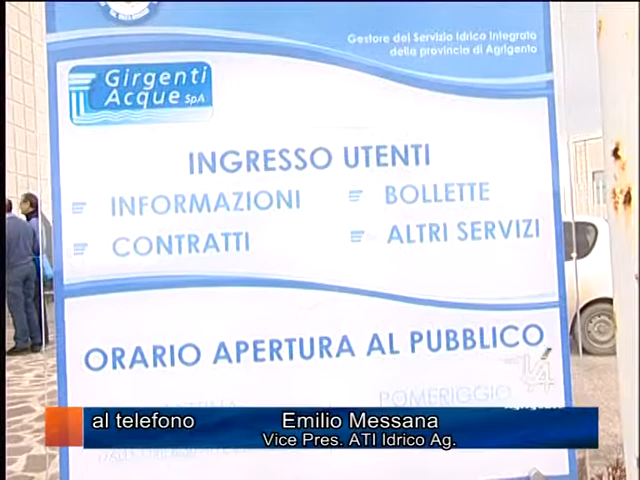 Gestore del Servizio Idrico Integrato
della provincia di Agrigento
Girgenti
Acque SpA
INGRESSO UTENTI
INFORMAZIONI
BOLLETTE
CONTRATTI
ALTRI SERVIZI
ORARIO APERTURA AL PUBBLICO
POMERIGGIO
al telefono
Emilio Messana
Vice Pres. ATI Idrico Ag.